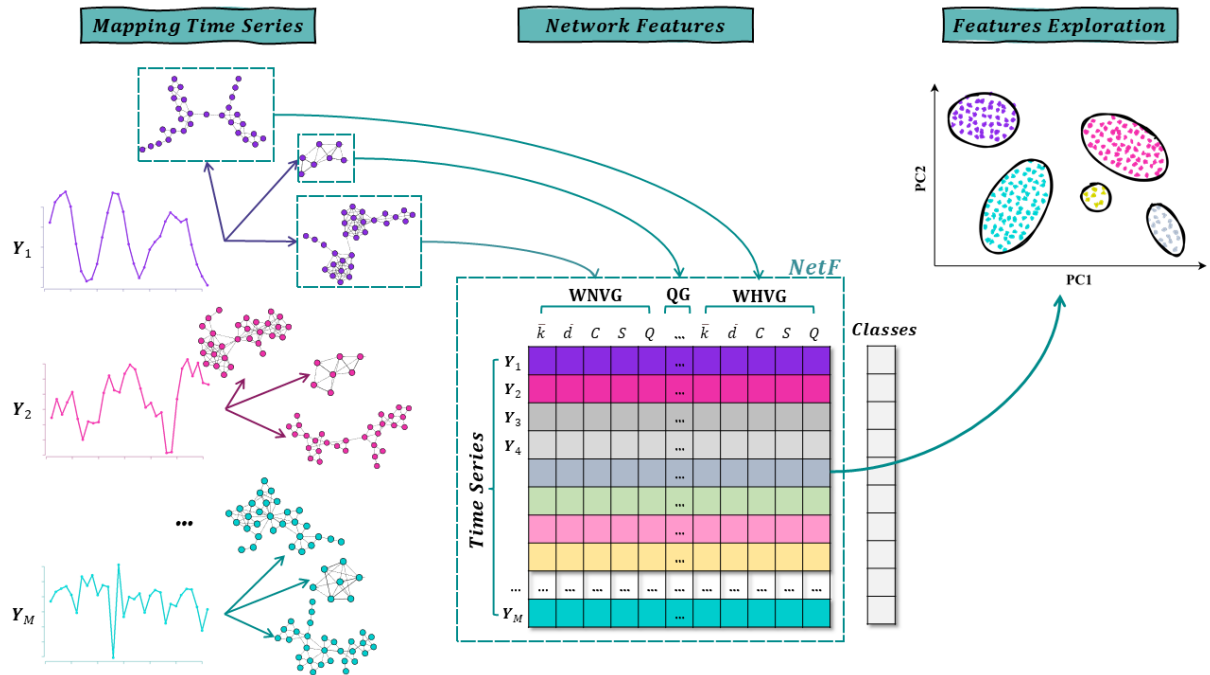 Mapping Time Series
Network Features
Features Exploration
Y1
Y2
...
YM
NetF
WNVG QG WHVG
k̄ d̄ C S Q ... k̄ d̄ C S Q
Classes
Time Series
Y1 ...
Y2 ...
Y3 ...
Y4 ...
...
...
...
...
... ... ... ... ... ... ... ... ... ... ... ...
YM ...
PC2
PC1